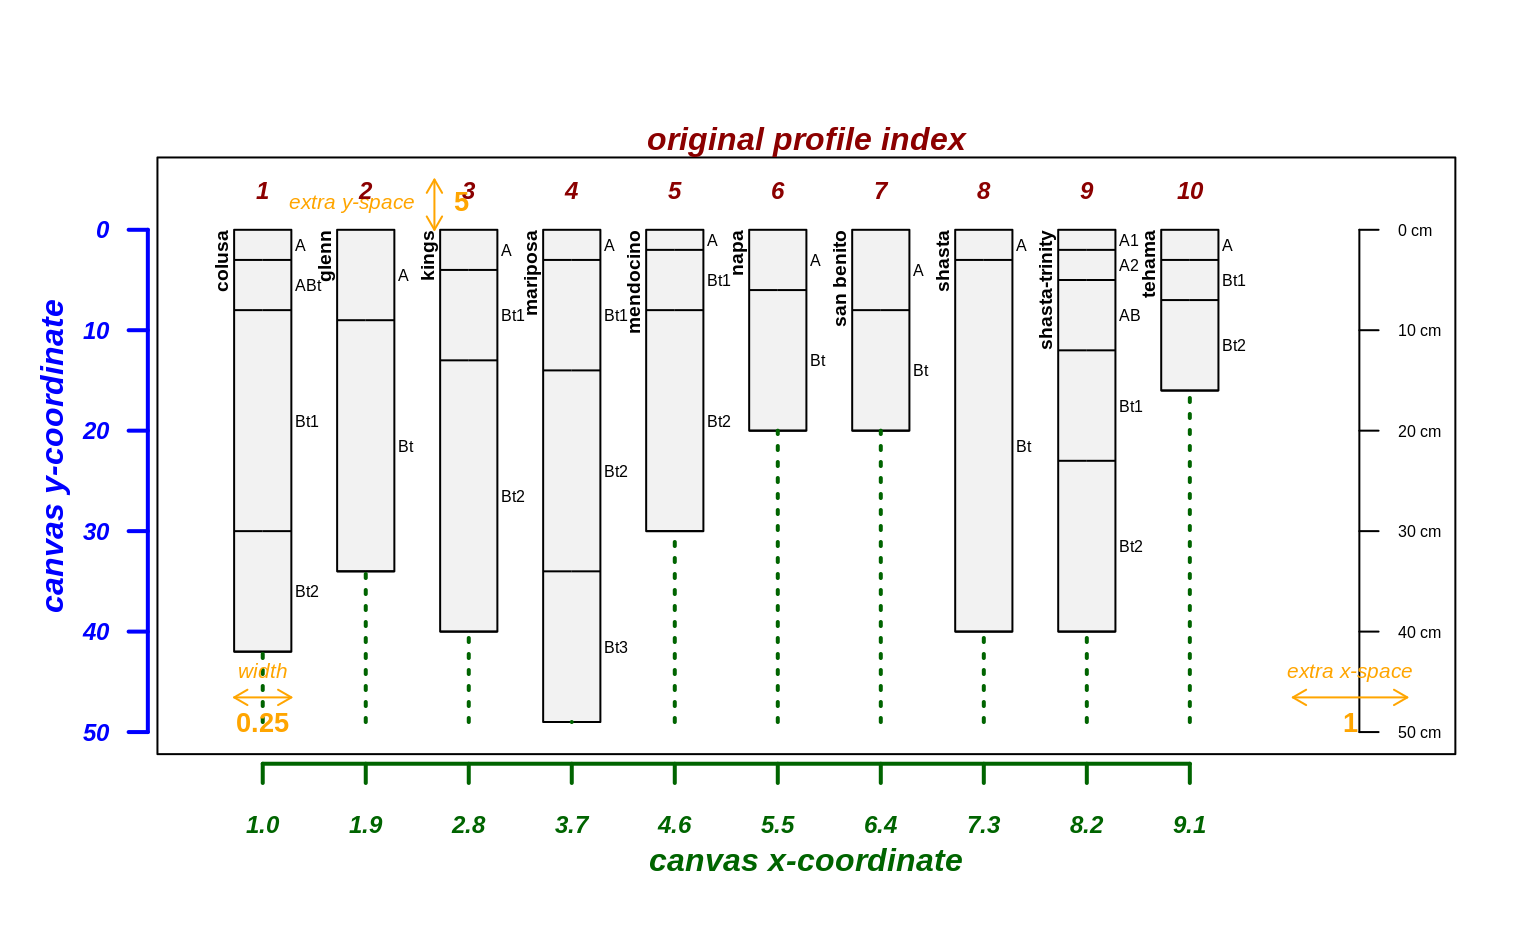 original profile index
1 2 3 4 5 6 7 8 9 10
extra y-space 5
canvas y-coordinate
0
10
20
30
40
50
colusa
A
ABt
Bt1
Bt2
glenn
A
Bt
kings
A
Bt1
Bt2
mariposa
A
Bt1
Bt2
Bt3
mendocino
A
Bt1
Bt2
napa
A
Bt
san benito
A
Bt
shasta
A
Bt
shasta-trinity
A1
A2
AB
Bt1
Bt2
tehama
A
Bt1
Bt2
0 cm
10 cm
20 cm
30 cm
40 cm
50 cm
width
0.25
extra x-space
1
1.0 1.9 2.8 3.7 4.6 5.5 6.4 7.3 8.2 9.1
canvas x-coordinate